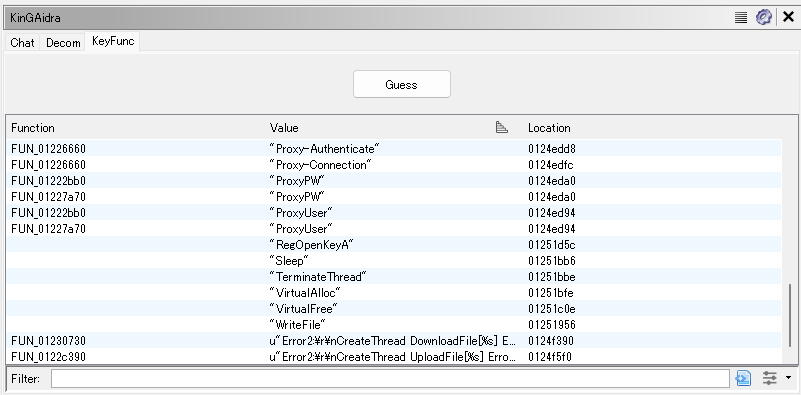 KinGAidra
Chat Decom KeyFunc
Guess
Function Value Location
FUN_01226660 "Proxy-Authenticate" 0124edd8
FUN_01226660 "Proxy-Connection" 0124edfc
FUN_01222bb0 "ProxyPW" 0124eda0
FUN_01227a70 "ProxyPW" 0124eda0
FUN_01222bb0 "ProxyUser" 0124ed94
FUN_01227a70 "ProxyUser" 0124ed94
"RegOpenKeyA" 01251d5c
"Sleep" 01251bb6
"TerminateThread" 01251bbe
"VirtualAlloc" 01251bfe
"VirtualFree" 01251c0e
"WriteFile" 01251956
FUN_01230730 u"Error2:¥r¥nCreateThread DownloadFile[%s] E... 0124f390
FUN_0122c390 u"Error2:¥r¥nCreateThread UploadFile[%s] Erro... 0124f5f0
Filter: